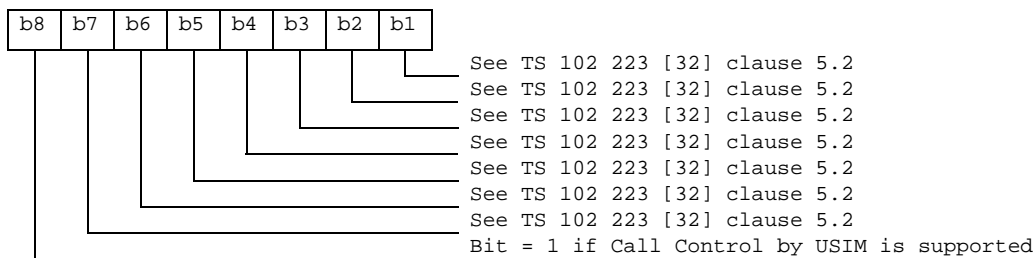 b8 b7 b6 b5 b4 b3 b2 b1
See TS 102 223 [32] clause 5.2
See TS 102 223 [32] clause 5.2
See TS 102 223 [32] clause 5.2
See TS 102 223 [32] clause 5.2
See TS 102 223 [32] clause 5.2
See TS 102 223 [32] clause 5.2
See TS 102 223 [32] clause 5.2
Bit = 1 if Call Control by USIM is supported